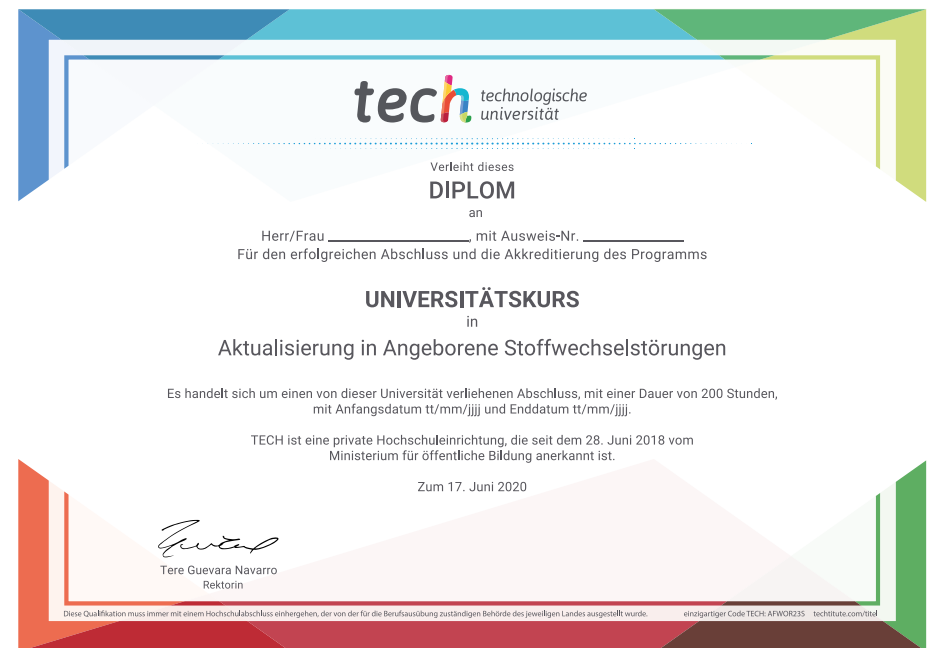 tech technologische
universität
Verleiht dieses
DIPLOM
an
Herr/Frau ____________________, mit Ausweis-Nr. ______________
Für den erfolgreichen Abschluss und die Akkreditierung des Programms
UNIVERSITÄTSKURS
in
Aktualisierung in Angeborene Stoffwechselstörungen
Es handelt sich um einen von dieser Universität verliehenen Abschluss, mit einer Dauer von 200 Stunden,
mit Anfangsdatum tt/mm/jjjj und Enddatum tt/mm/jjjj.
TECH ist eine private Hochschuleinrichtung, die seit dem 28. Juni 2018 vom
Ministerium für öffentliche Bildung anerkannt ist.
Zum 17. Juni 2020
Tere Guevara Navarro
Rektorin
Diese Qualifikation muss immer mit einem Hochschulabschluss einhergehen, der von der für die Berufsausübung zuständigen Behörde des jeweiligen Landes ausgestellt wurde. einzigartiger Code TECH: AFWOR23S techtitute.com/titel